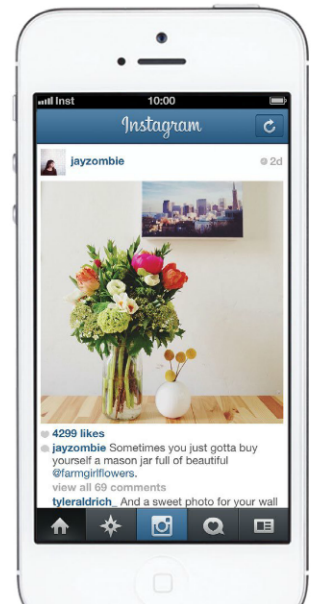 Inst 10:00
Instagram
jayzombie 2d
4299 likes
jayzombie Sometimes you just gotta buy
yourself a mason jar full of beautiful
@farmgirlflowers.
view all 69 comments
tyleraldrich_ And a sweet photo for your wall